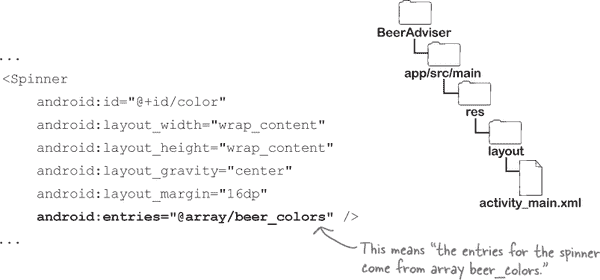 ...
<Spinner
android:id="@+id/color"
android:layout_width="wrap_content"
android:layout_height="wrap_content"
android:layout_gravity="center"
android:layout_margin="16dp"
android:entries="@array/beer_colors" />
...
This means “the entries for the spinner
come from array beer_colors.”
BeerAdviser
app/src/main
res
layout
activity_main.xml